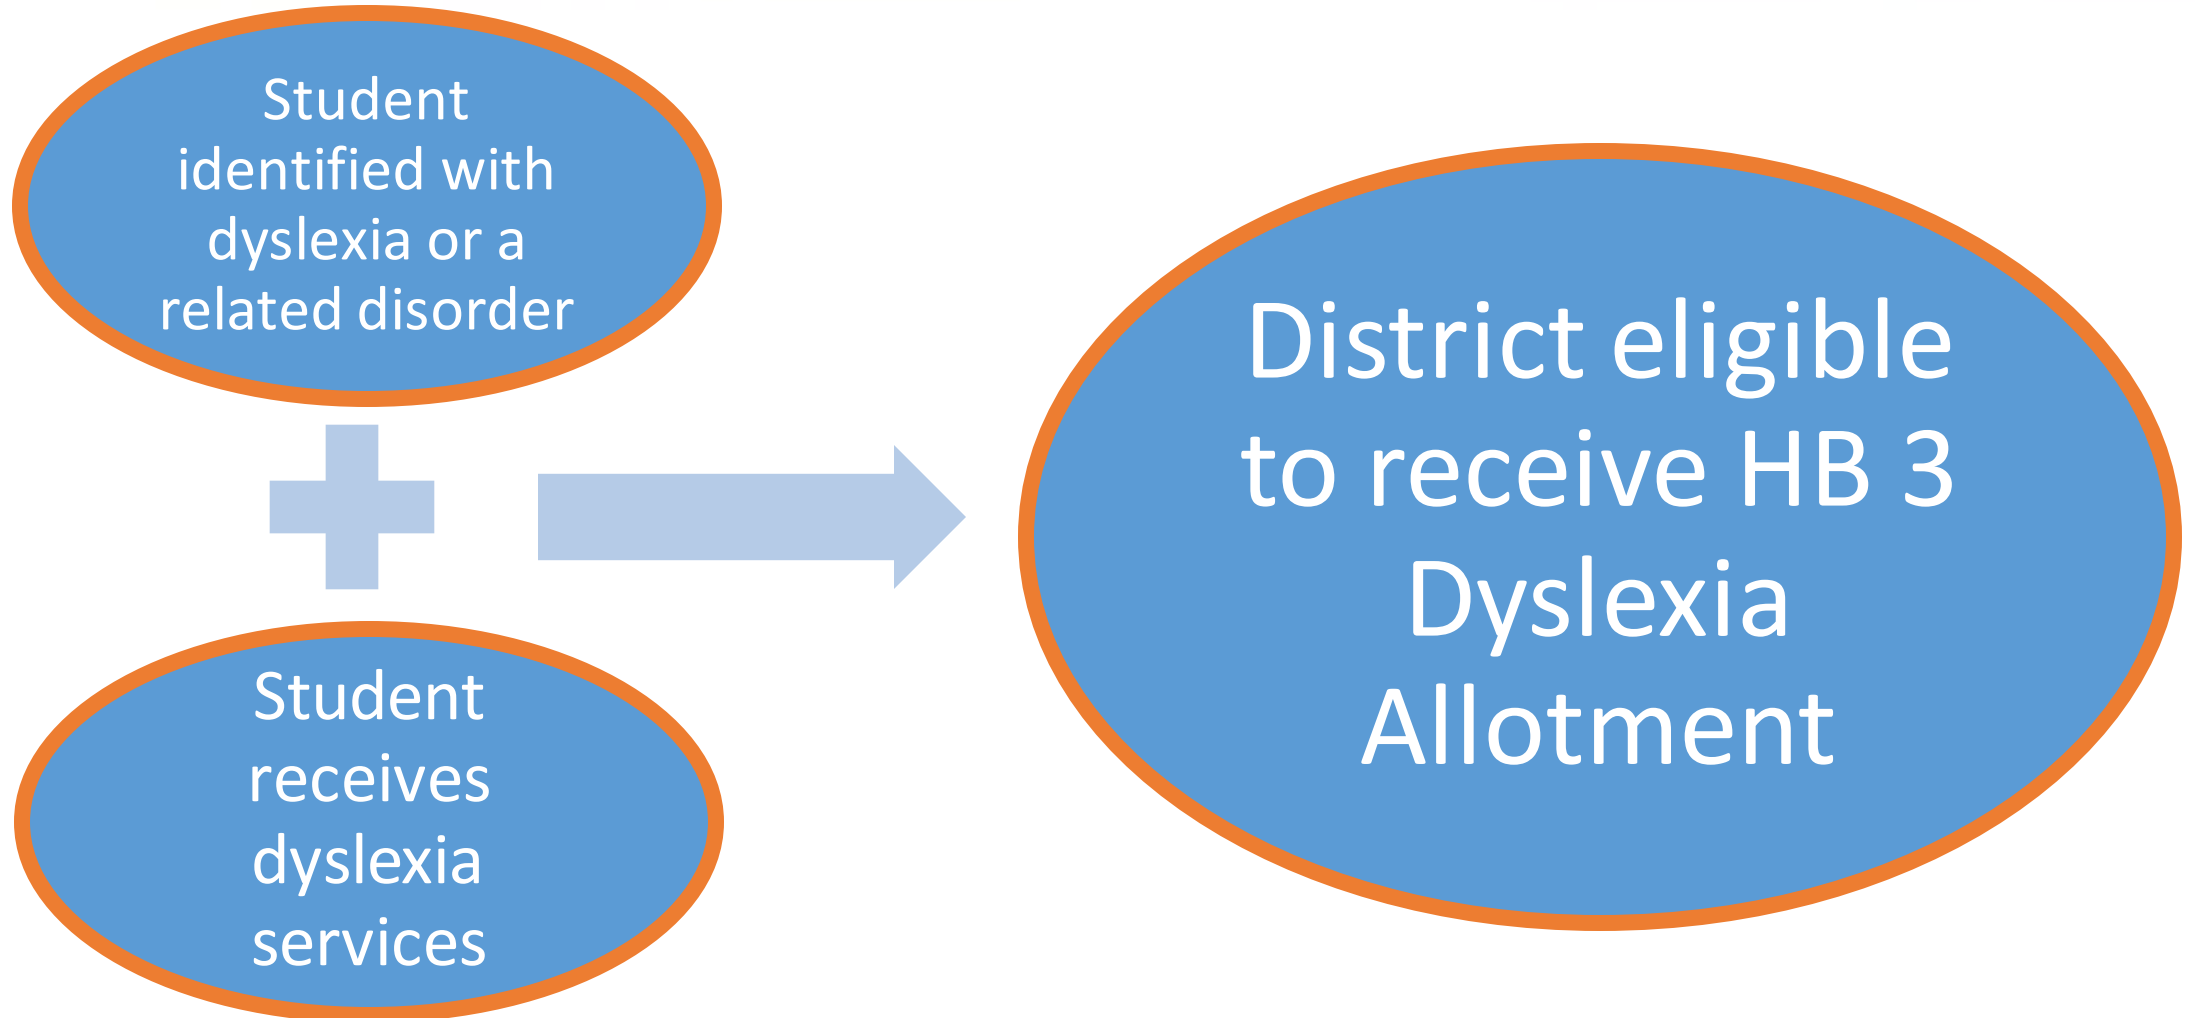 Student
identified with
dyslexia or a
related disorder
Student
receives
dyslexia
services
District eligible
to receive HB 3
Dyslexia
Allotment